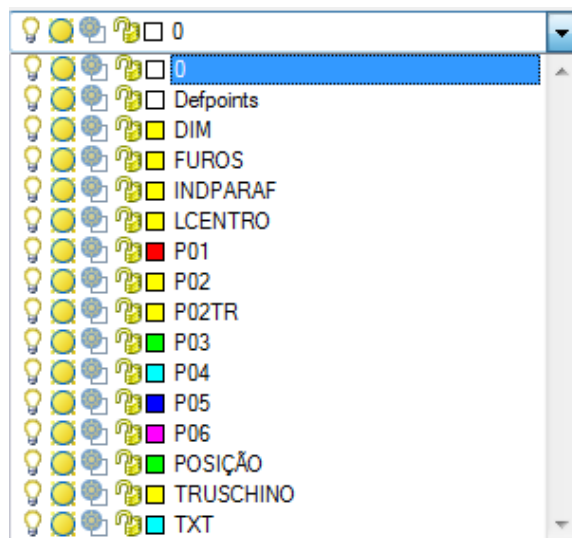 0
0
Defpoints
DIM
FUROS
INDPARAF
LCENTRO
P01
P02
P02TR
P03
P04
P05
P06
POSIÇÃO
TRUSCHINO
TXT